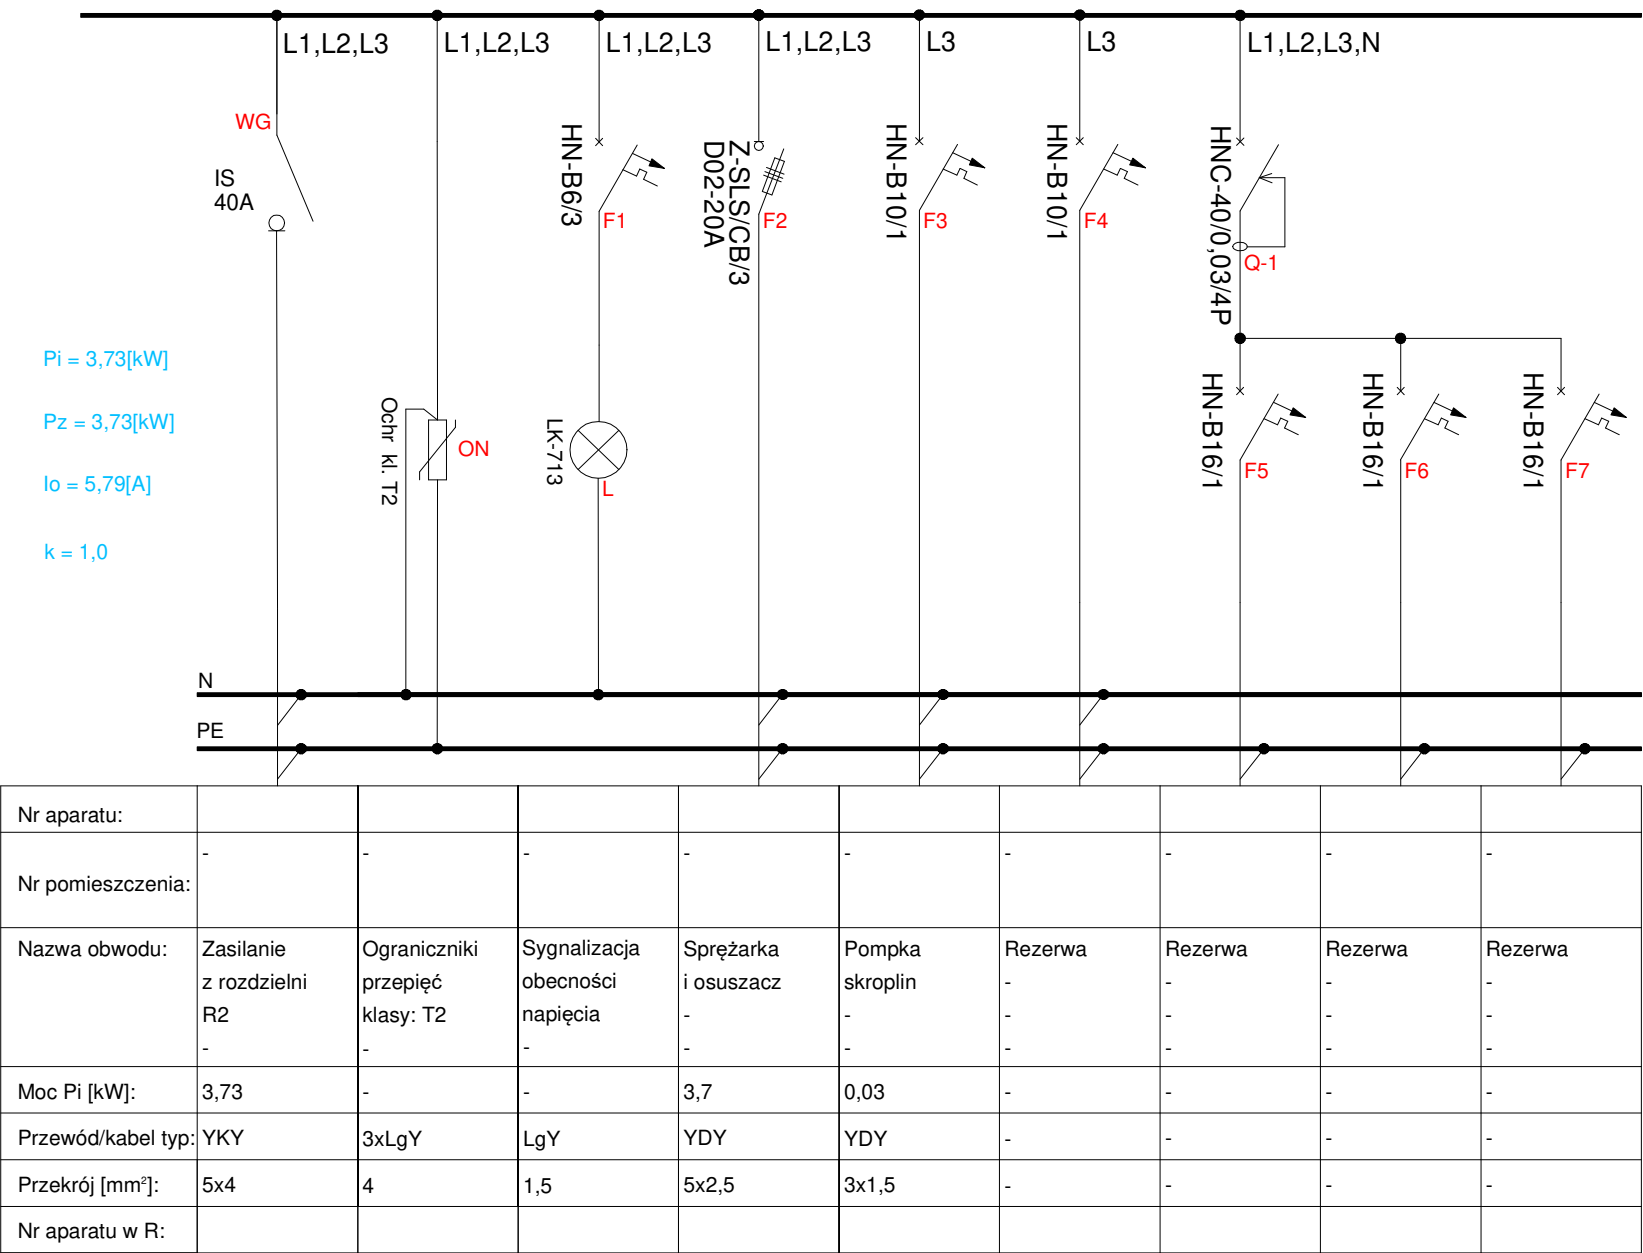 L1,L2,L3
L1,L2,L3
L1,L2,L3
L1,L2,L3
L3
L3
L1,L2,L3,N
WG
IS
40A
HN-B6/3
F1
Z-SLS/CB/3
D02-20A
F2
HN-B10/1
F3
HN-B10/1
F4
HNC-40/0,03/4P
Q-1
Pi = 3,73[kW]
Pz = 3,73[kW]
Io = 5,79[A]
k = 1,0
Ochr kl. T2
ON
LK-713
L
HN-B16/1
F5
HN-B16/1
F6
HN-B16/1
F7
N
PE
Nr aparatu:
Nr pomieszczenia: - - - - - - - - -
Nazwa obwodu: Zasilanie Ograniczniki Sygnalizacja Sprężarka Pompka Rezerwa Rezerwa Rezerwa Rezerwa
z rozdzielni przepięć obecności i osuszacz skroplin - - - -
R2 klasy: T2 napięcia - - - - - -
- - - - - - - - -
Moc Pi [kW]: 3,73 - - 3,7 0,03 - - - -
Przewód/kabel typ: YKY 3xLgY LgY YDY YDY - - - -
Przekrój [mm²]: 5x4 4 1,5 5x2,5 3x1,5 - - - -
Nr aparatu w R: